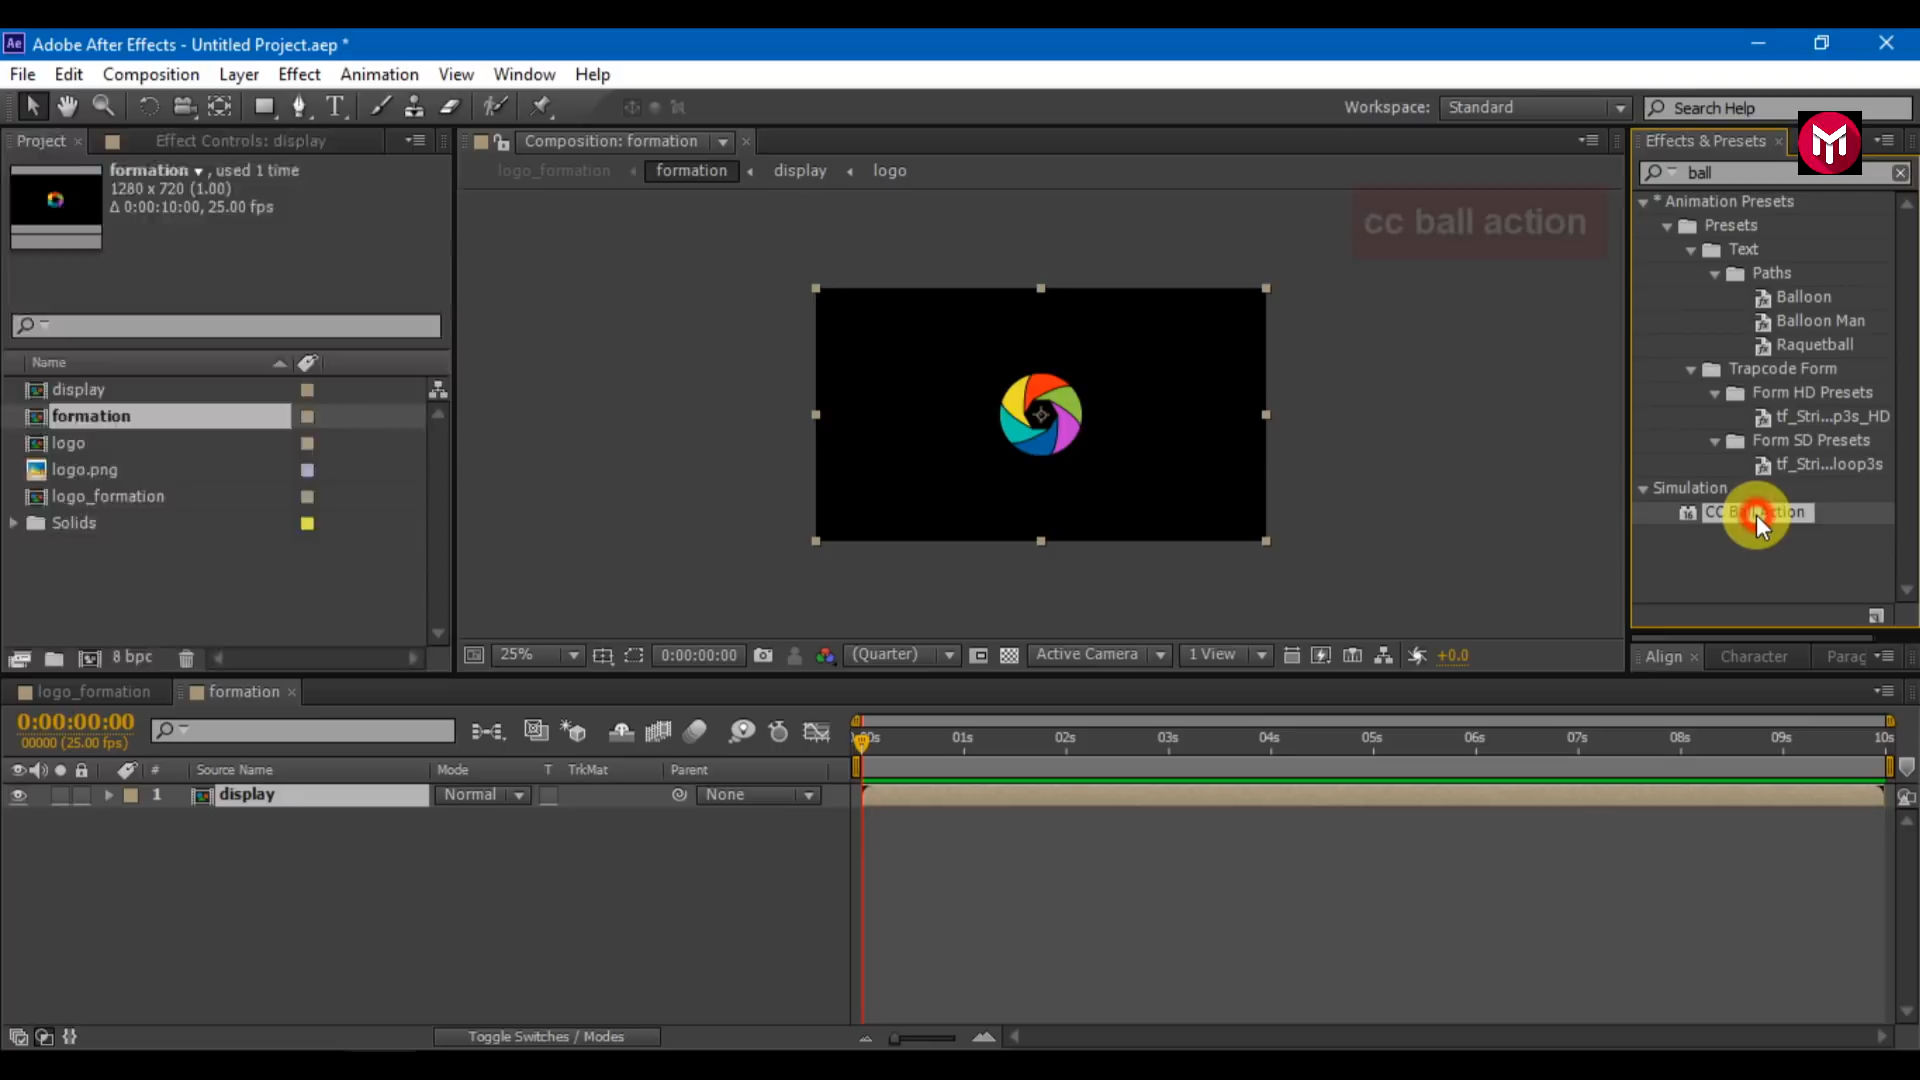 Ae Adobe After Effects - Untitled Project.aep *
File Edit Composition Layer Effect Animation View Window Help
Workspace: Standard Search Help
Project Effect Controls: display
Composition: formation
Effects & Presets
formation , used 1 time
1280 x 720 (1.00)
Δ 0:00:10:00, 25.00 fps
logo_formation formation display logo
ball
cc ball action
* Animation Presets
Presets
Text
Paths
Balloon
Balloon Man
Raquetball
Trapcode Form
Form HD Presets
tf_Stri...p3s_HD
Form SD Presets
tf_Stri...loop3s
Simulation
CC Ball Action
Name
display
formation
logo
logo.png
logo_formation
Solids
8 bpc
25% 0:00:00:00 (Quarter) Active Camera 1 View +0.0
Align Character Parag
logo_formation formation
0:00:00:00
00000 (25.00 fps)
01s 02s 03s 04s 05s 06s 07s 08s 09s 10s
# Source Name Mode T TrkMat Parent
1 display Normal None
Toggle Switches / Modes